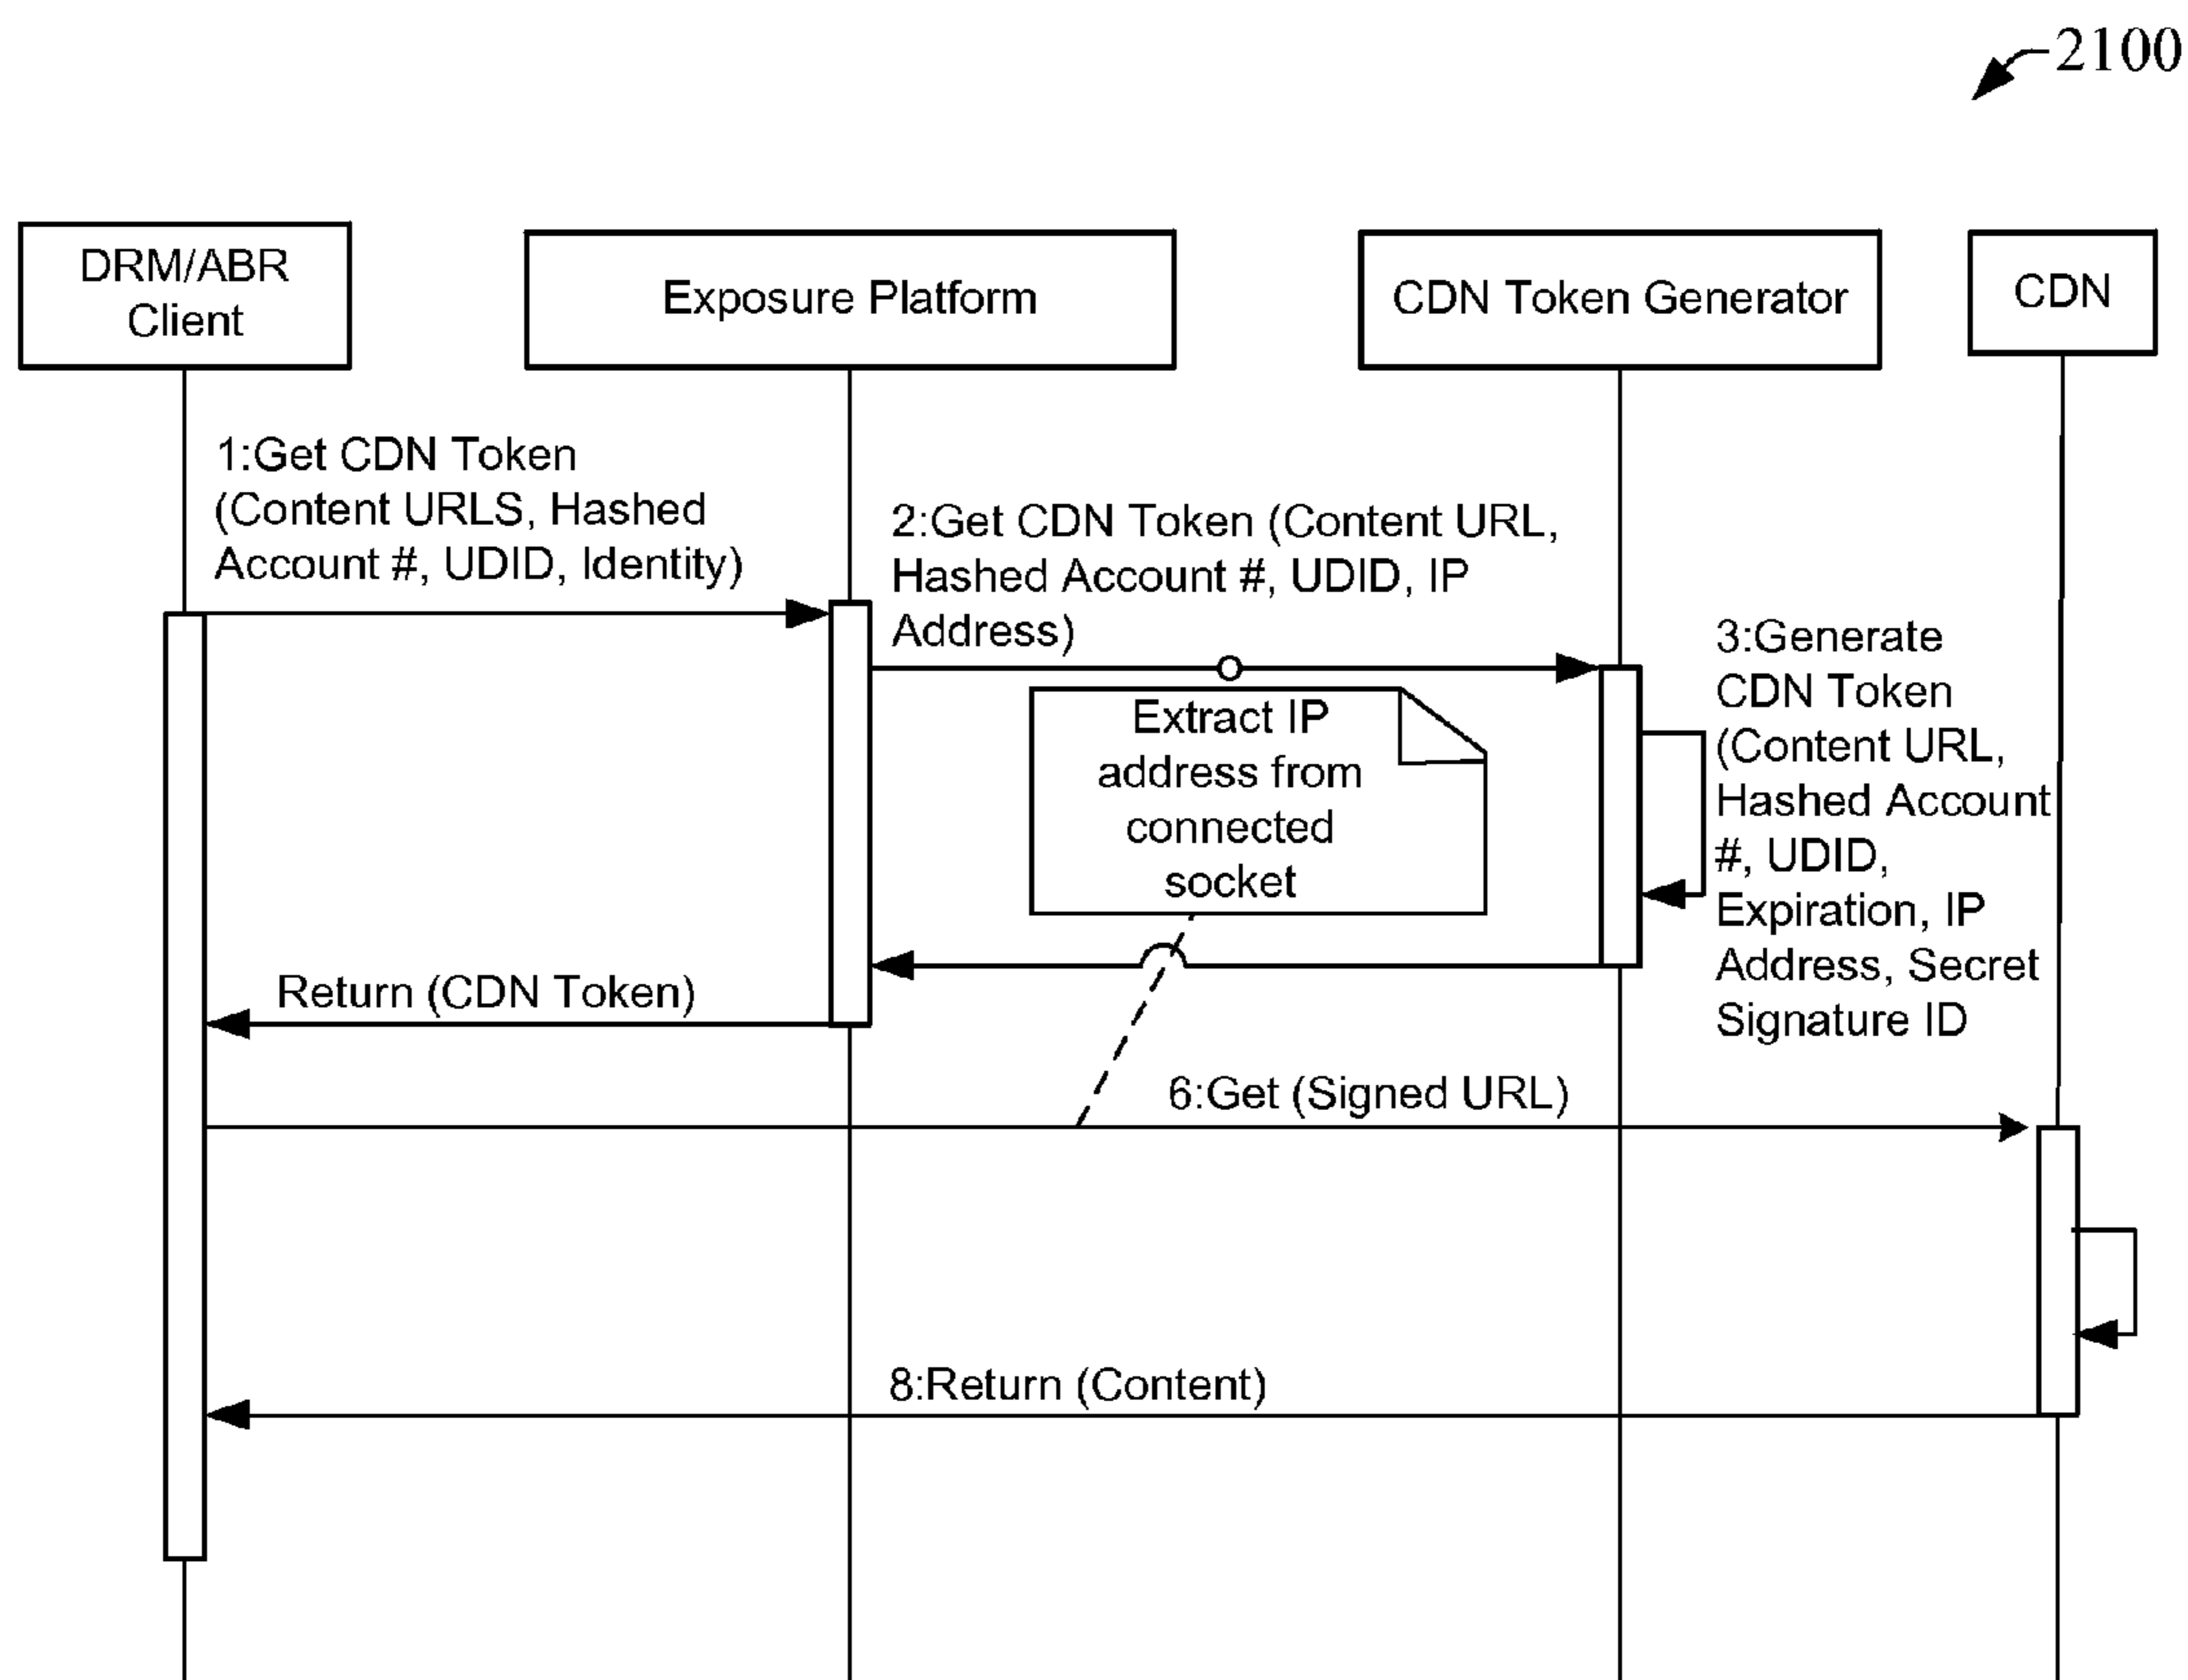 2100
DRM/ABR
Client
Exposure Platform
CDN Token Generator
CDN
1:Get CDN Token
(Content URLS, Hashed
Account #, UDID, Identity)
2:Get CDN Token (Content URL,
Hashed Account #, UDID, IP
Address)
3:Generate
CDN Token
(Content URL,
Hashed Account
#, UDID,
Expiration, IP
Address, Secret
Signature ID
Extract IP
address from
connected
socket
Return (CDN Token)
6:Get (Signed URL)
8:Return (Content)